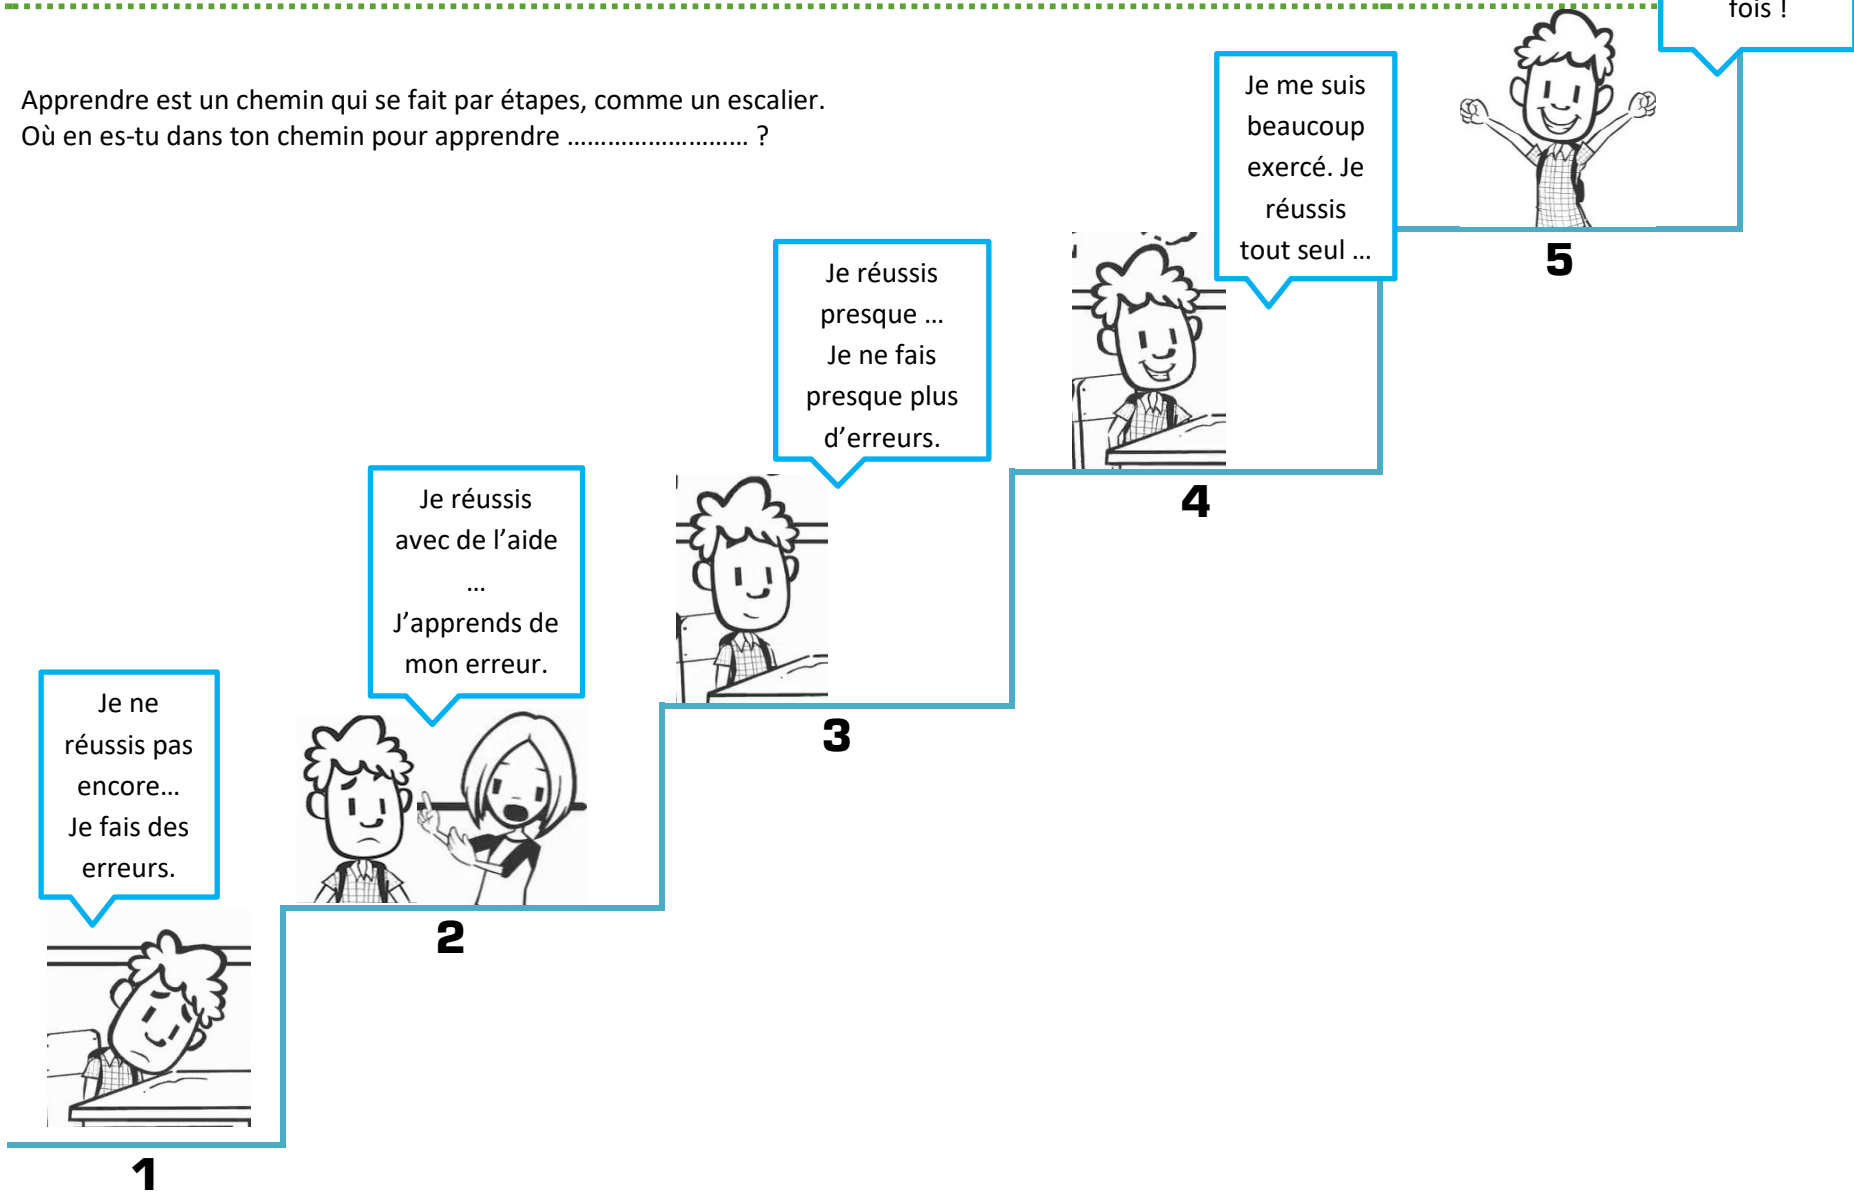 Apprendre est un chemin qui se fait par étapes, comme un escalier.
Où en es-tu dans ton chemin pour apprendre ……………………… ?
Je ne
réussis pas
encore…
Je fais des
erreurs.
1
Je réussis
avec de l’aide
…
J’apprends de
mon erreur.
2
Je réussis
presque …
Je ne fais
presque plus
d’erreurs.
3
Je me suis
beaucoup
exercé. Je
réussis
tout seul …
4
fois !
5